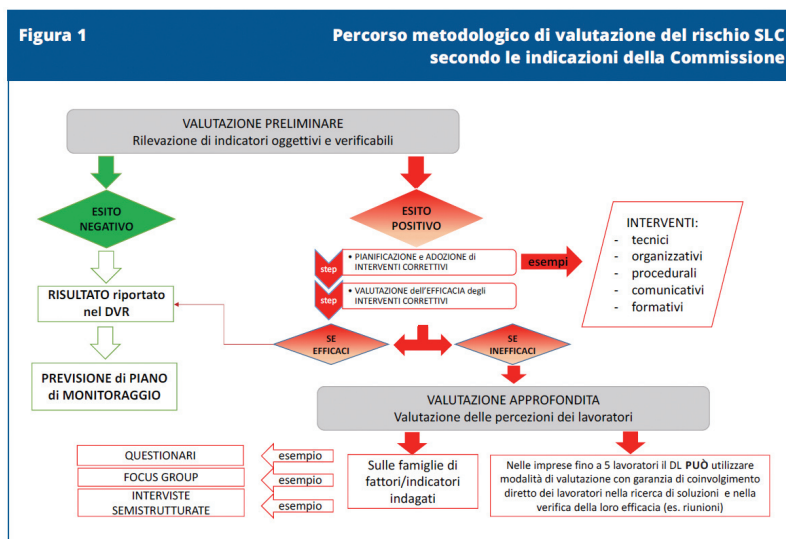 Figura 1
Percorso metodologico di valutazione del rischio SLC
secondo le indicazioni della Commissione
VALUTAZIONE PRELIMINARE
Rilevazione di indicatori oggettivi e verificabili
ESITO
NEGATIVO
ESITO
POSITIVO
step
• PIANIFICAZIONE e ADOZIONE di
INTERVENTI CORRETTIVI
esempi
INTERVENTI:
- tecnici
- organizzativi
- procedurali
- comunicativi
- formativi
step
• VALUTAZIONE dell'EFFICACIA degli
INTERVENTI CORRETTIVI
RISULTATO riportato
nel DVR
SE
EFFICACI
SE
INEFFICACI
PREVISIONE di PIANO
di MONITORAGGIO
VALUTAZIONE APPROFONDITA
Valutazione delle percezioni dei lavoratori
QUESTIONARI
esempio
FOCUS GROUP
esempio
INTERVISTE
SEMISTRUTTURATE
esempio
Sulle famiglie di
fattori/indicatori
indagati
Nelle imprese fino a 5 lavoratori il DL PUÒ utilizzare
modalità di valutazione con garanzia di coinvolgimento
diretto dei lavoratori nella ricerca di soluzioni e nella
verifica della loro efficacia (es. riunioni)